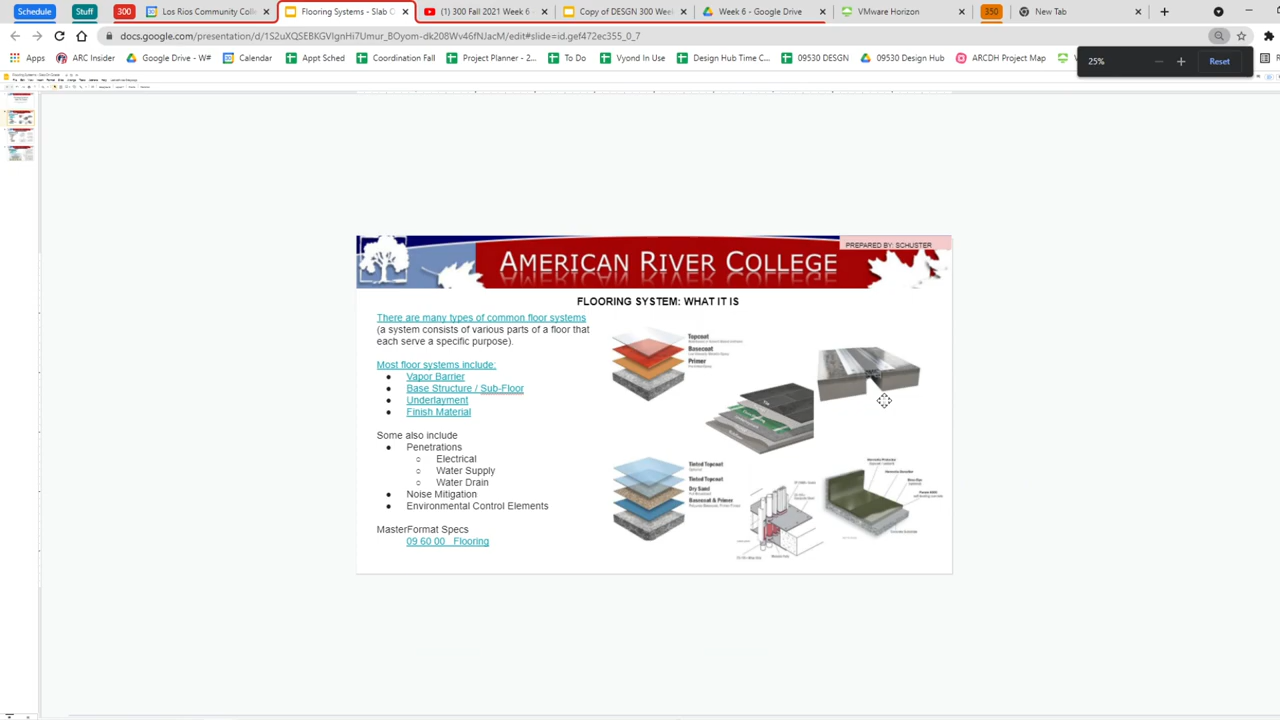 Schedule
Stuff
300
Los Rios Community Colle
Flooring Systems - Slab O
(1) 300 F2021 Week 6
Copy of DESGN 300 Week
Week 6 - Google Drive
VMware Horizon
350
New Tab
docs.google.com/presentation/d/1S2uXQSEBKGVIgnHi7Umur_BOyom-dk208WVvWfNJacM/edit#slide=id.gef472ec355_0_7
Apps
ARC Insider
Google Drive - W#
Calendar
Appt Sched
Coordination Fall
Project Planner - 2...
To Do
Vyond In Use
Design Hub Time C...
09530 DESGN
09530 Design Hub
ARCDH Project Map
25%
Reset
PREPARED BY: SCHUSTER
AMERICAN RIVER COLLEGE
FLOORING SYSTEM: WHAT IT IS
There are many types of common floor systems
(a system consists of various parts of a floor that
each serve a specific purpose).
Most floor systems include:
Vapor Barrier
Base Structure / Sub-Floor
Underlayment
Finish Material
Some also include
Penetrations
Electrical
Water Supply
Water Drain
Noise Mitigation
Environmental Control Elements
MasterFormat Specs
09 60 00 Flooring
Topcoat
Basecoat
Primer
Tinted Topcoat
Tinted Topcoat
Dry Sand
Basecoat & Primer